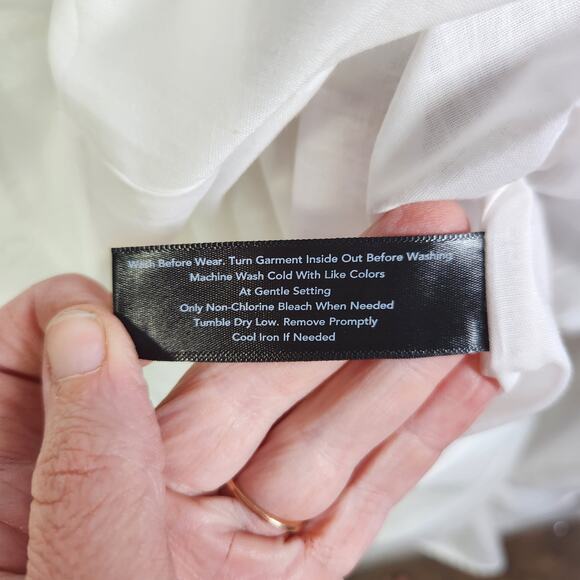 Wash Before Wear. Turn Garment Inside Out Before Washing
Machine Wash Cold With Like Colors
At Gentle Setting
Only Non-Chlorine Bleach When Needed
Tumble Dry Low. Remove Promptly
Cool Iron If Needed